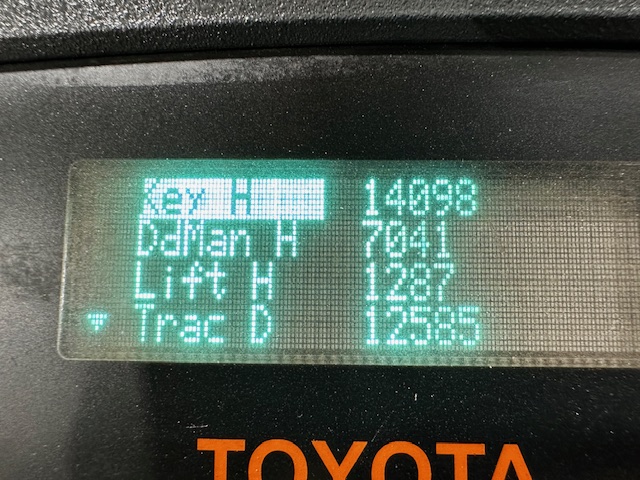 Key H 14098
DdMan H 7041
Lift H 1287
Trac D 12585
TOYOTA